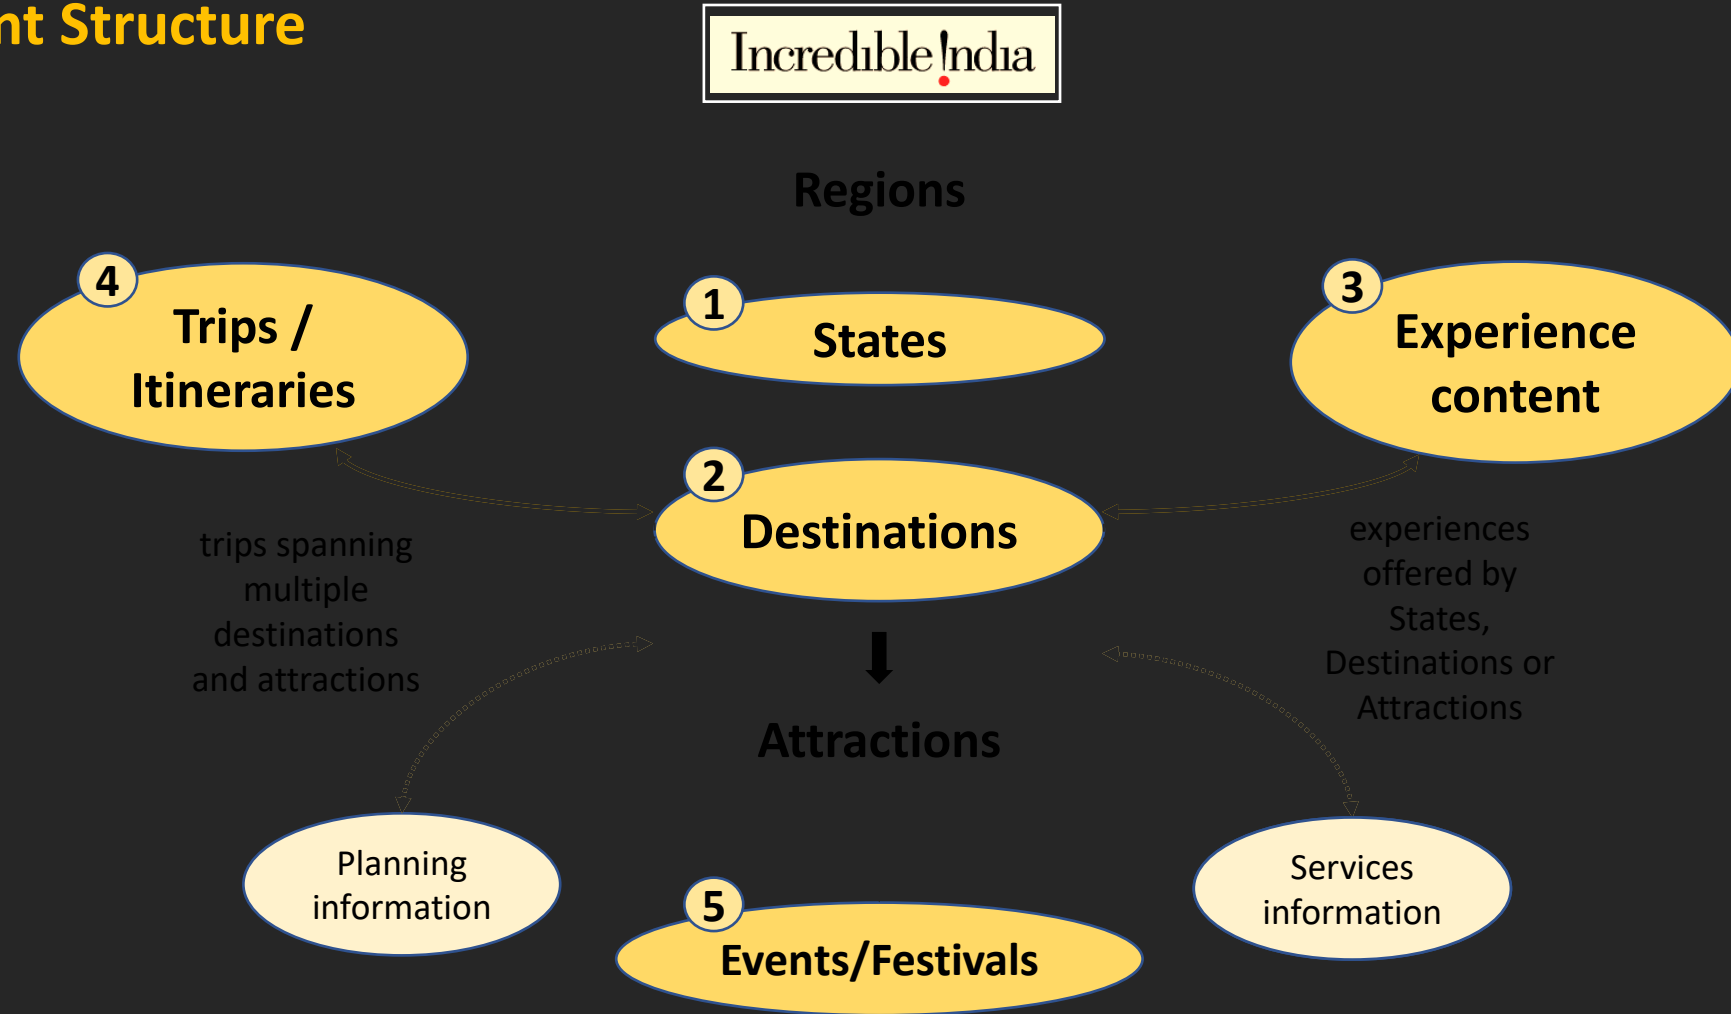 nt Structure
Incredible !ndia
Regions
4
Trips /
Itineraries
1
States
3
Experience
content
2
Destinations
trips spanning
multiple
destinations
and attractions
experiences
offered by
States,
Destinations or
Attractions
Attractions
Planning
information
Services
information
5
Events/Festivals